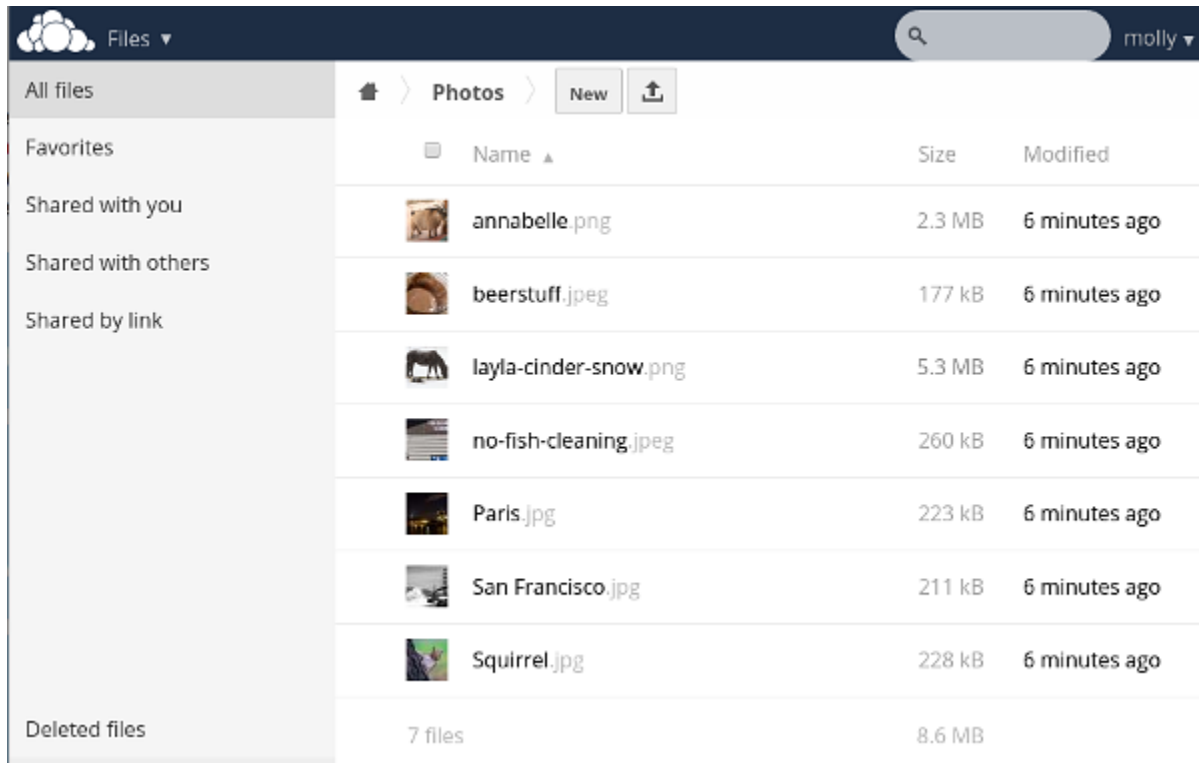 Files ▼ molly ▼
All files
Favorites
Shared with you
Shared with others
Shared by link
Deleted files
Photos New
Name ▲ Size Modified
annabelle.png 2.3 MB 6 minutes ago
beerstuff.jpeg 177 kB 6 minutes ago
layla-cinder-snow.png 5.3 MB 6 minutes ago
no-fish-cleaning.jpeg 260 kB 6 minutes ago
Paris.jpg 223 kB 6 minutes ago
San Francisco.jpg 211 kB 6 minutes ago
Squirrel.jpg 228 kB 6 minutes ago
7 files 8.6 MB